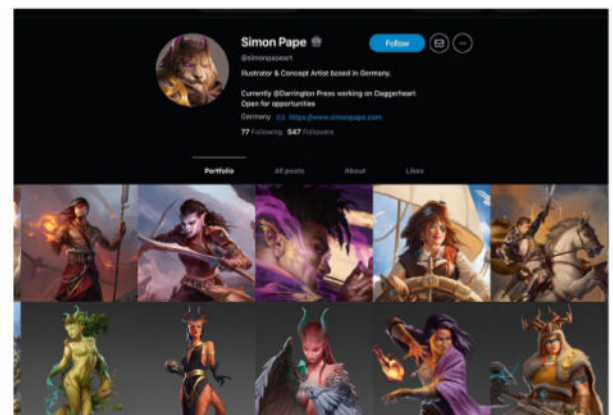 Simon Pape
Follow
@simonpapeart
Illustrator & Concept Artist based in Germany.
Currently @Darrington Press working on Daggerheart
Open for opportunities
Germany https://www.simonpape.com
77 Following 547 Followers
Portfolio All posts About Likes